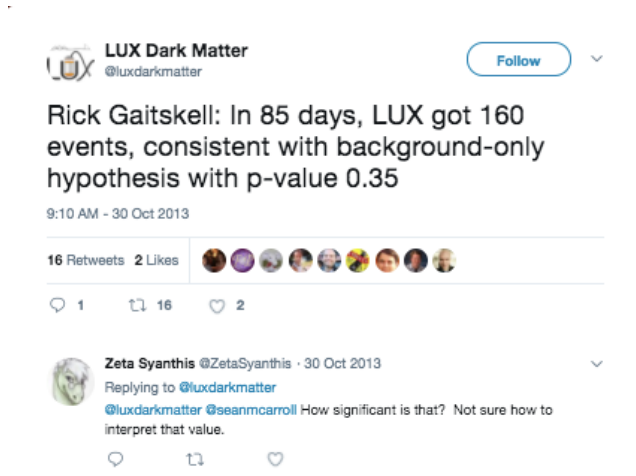 LUX Dark Matter
@luxdarkmatter
Follow
Rick Gaitskell: In 85 days, LUX got 160
events, consistent with background-only
hypothesis with p-value 0.35
9:10 AM - 30 Oct 2013
16 Retweets 2 Likes
1 16 2
Zeta Syanthis @ZetaSyanthis · 30 Oct 2013
Replying to @luxdarkmatter
@luxdarkmatter @seanmcarroll How significant is that? Not sure how to
interpret that value.